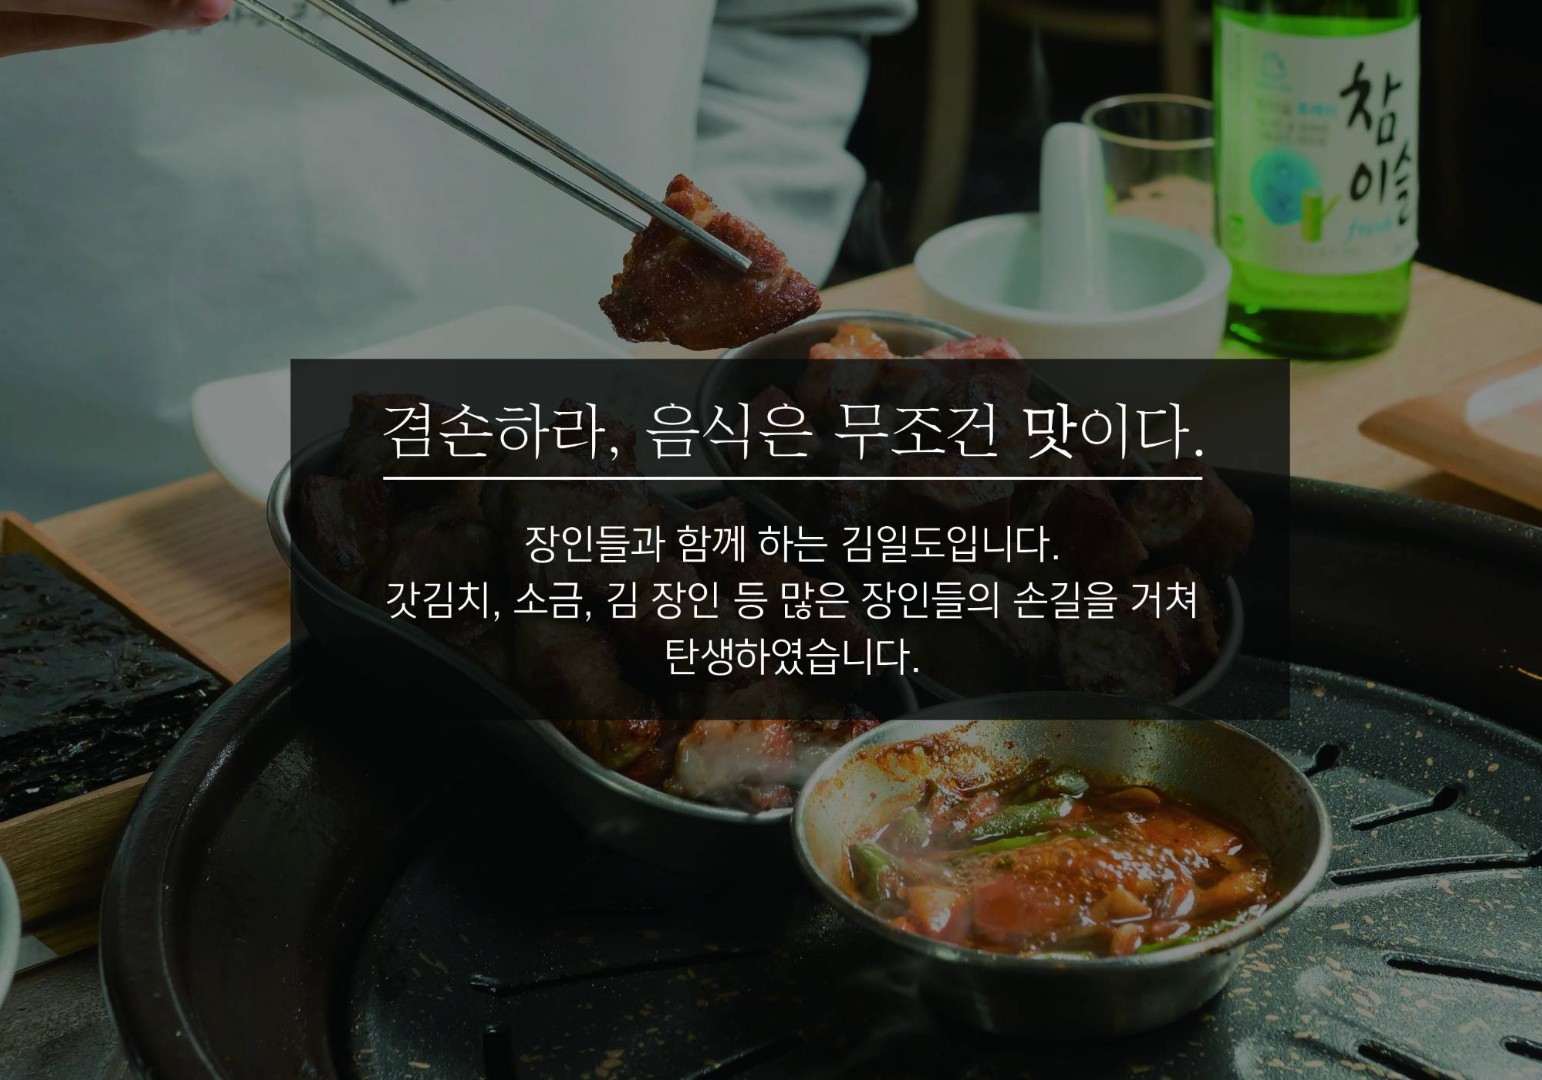 참
이슬
fresh
겸손하라, 음식은 무조건 맛이다.
장인들과 함께 하는 김일도입니다.
갓김치, 소금, 김 장인 등 많은 장인들의 손길을 거쳐
탄생하였습니다.